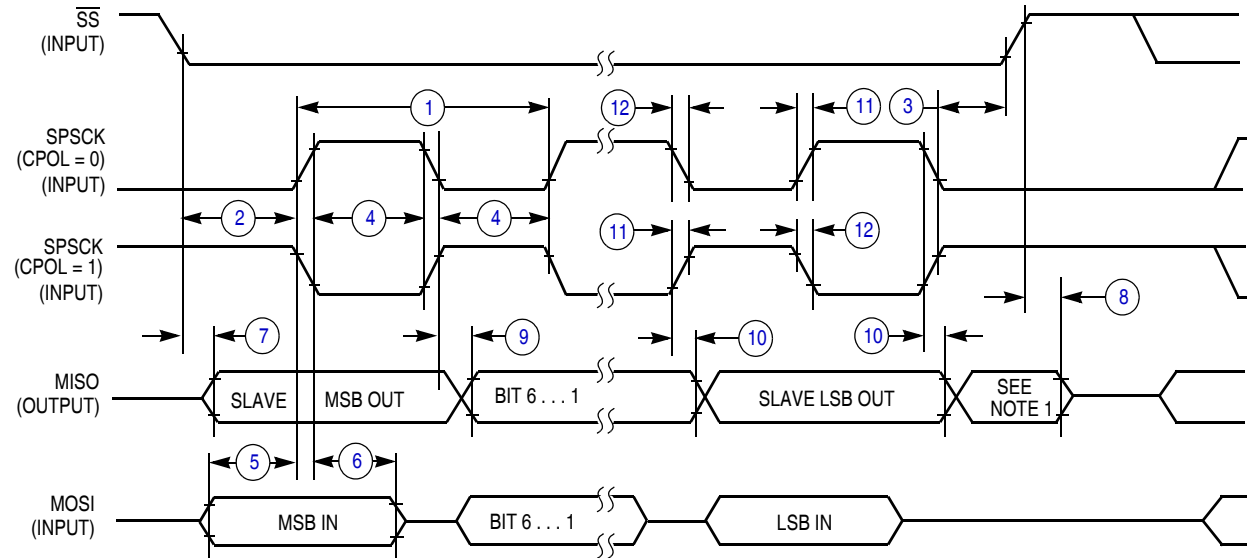 SS
(INPUT)
1
12
11
3
SPSCK
(CPOL = 0)
(INPUT)
2
4
4
11
12
SPSCK
(CPOL = 1)
(INPUT)
8
7
9
10
10
MISO
(OUTPUT)
SLAVE
MSB OUT
BIT 6 . . . 1
SLAVE LSB OUT
SEE
NOTE 1
5
6
MOSI
(INPUT)
MSB IN
BIT 6 . . . 1
LSB IN